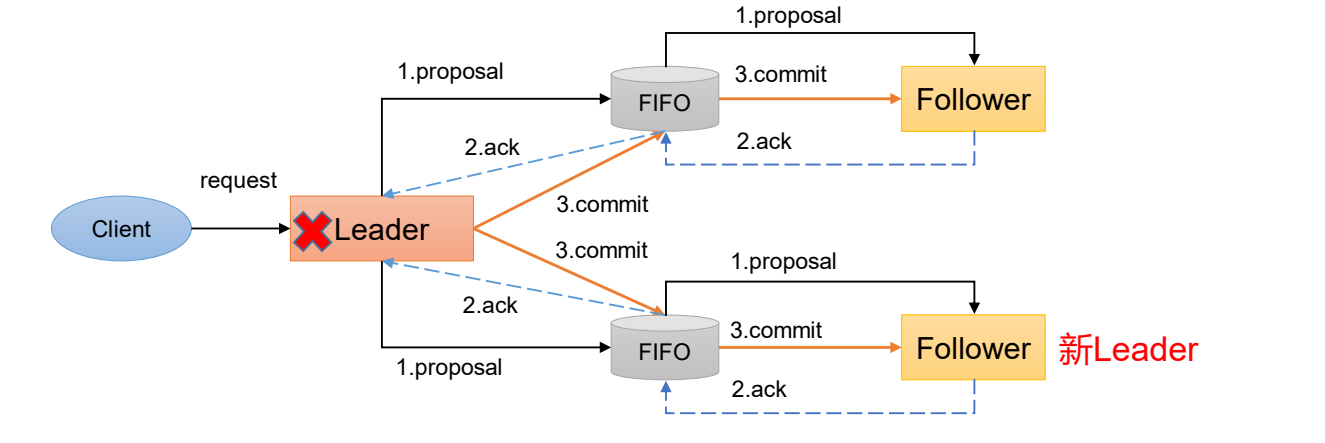 1.proposal
1.proposal
3.commit
FIFO
Follower
2.ack
2.ack
request
3.commit
Client
Leader
3.commit
1.proposal
2.ack
3.commit
FIFO
Follower
新Leader
1.proposal
2.ack